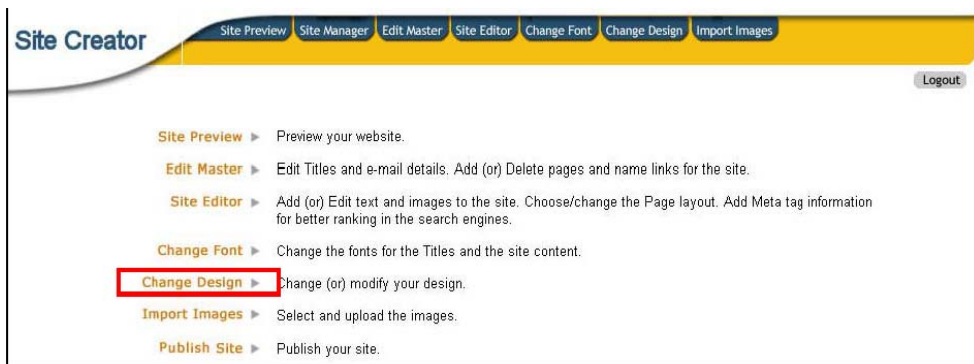 Site Creator
Site Preview Site Manager Edit Master Site Editor Change Font Change Design Import Images
Logout
Site Preview Preview your website.
Edit Master Edit Titles and e-mail details. Add (or) Delete pages and name links for the site.
Site Editor Add (or) Edit text and images to the site. Choose/change the Page layout. Add Meta tag information
for better ranking in the search engines.
Change Font Change the fonts for the Titles and the site content.
Change Design Change (or) modify your design.
Import Images Select and upload the images.
Publish Site Publish your site.